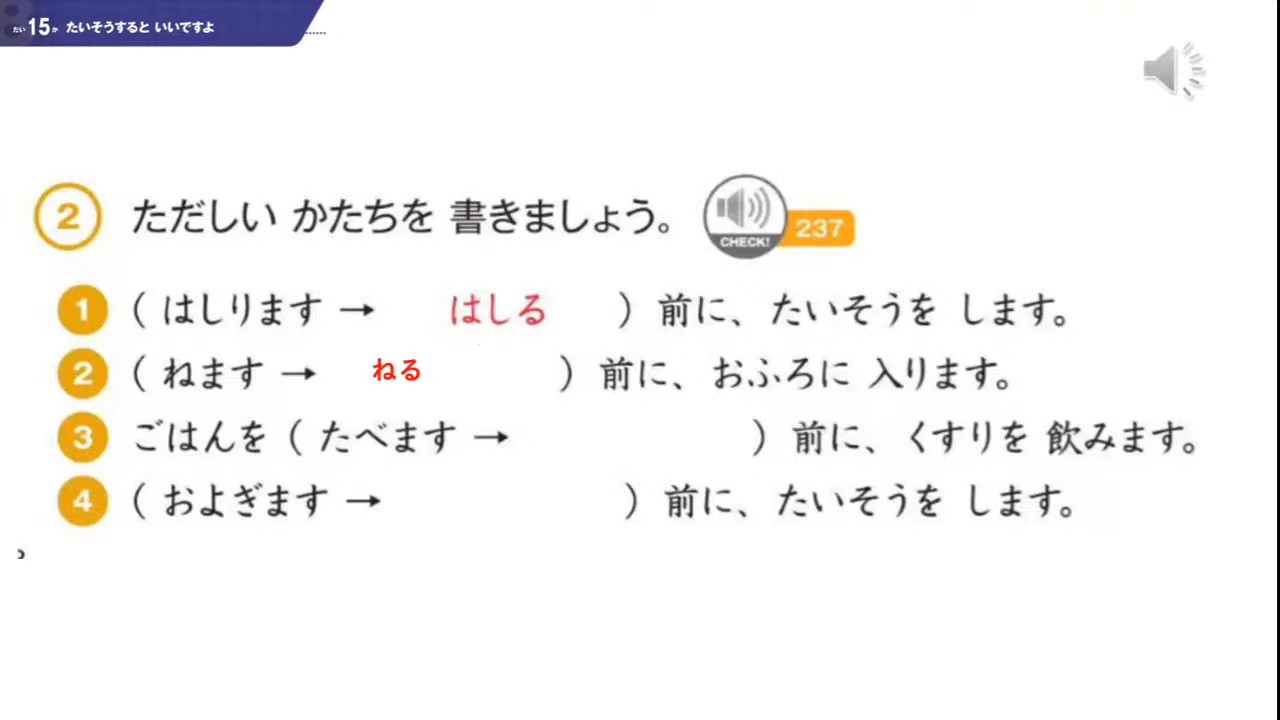 だい15か たいそうすると いいですよ
2 ただしい かたちを 書きましょう。 CHECK! 237
1 ( はしります → はしる ) 前に、たいそうを します。
2 ( ねます → ねる ) 前に、おふろに 入ります。
3 ごはんを ( たべます → ) 前に、くすりを 飲みます。
4 ( およぎます → ) 前に、たいそうを します。